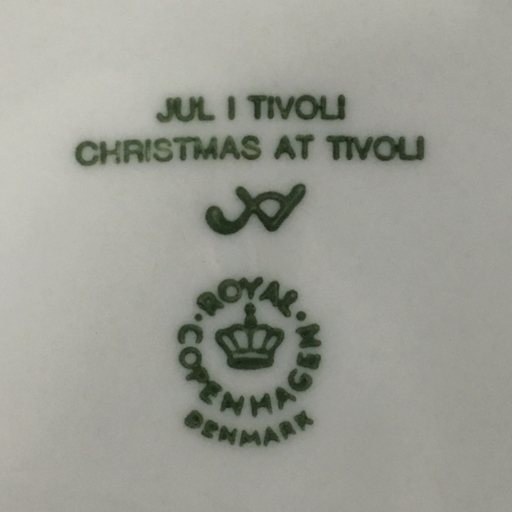 JUL I TIVOLI
CHRISTMAS AT TIVOLI
· ROYAL ·
COPENHAGEN
DENMARK